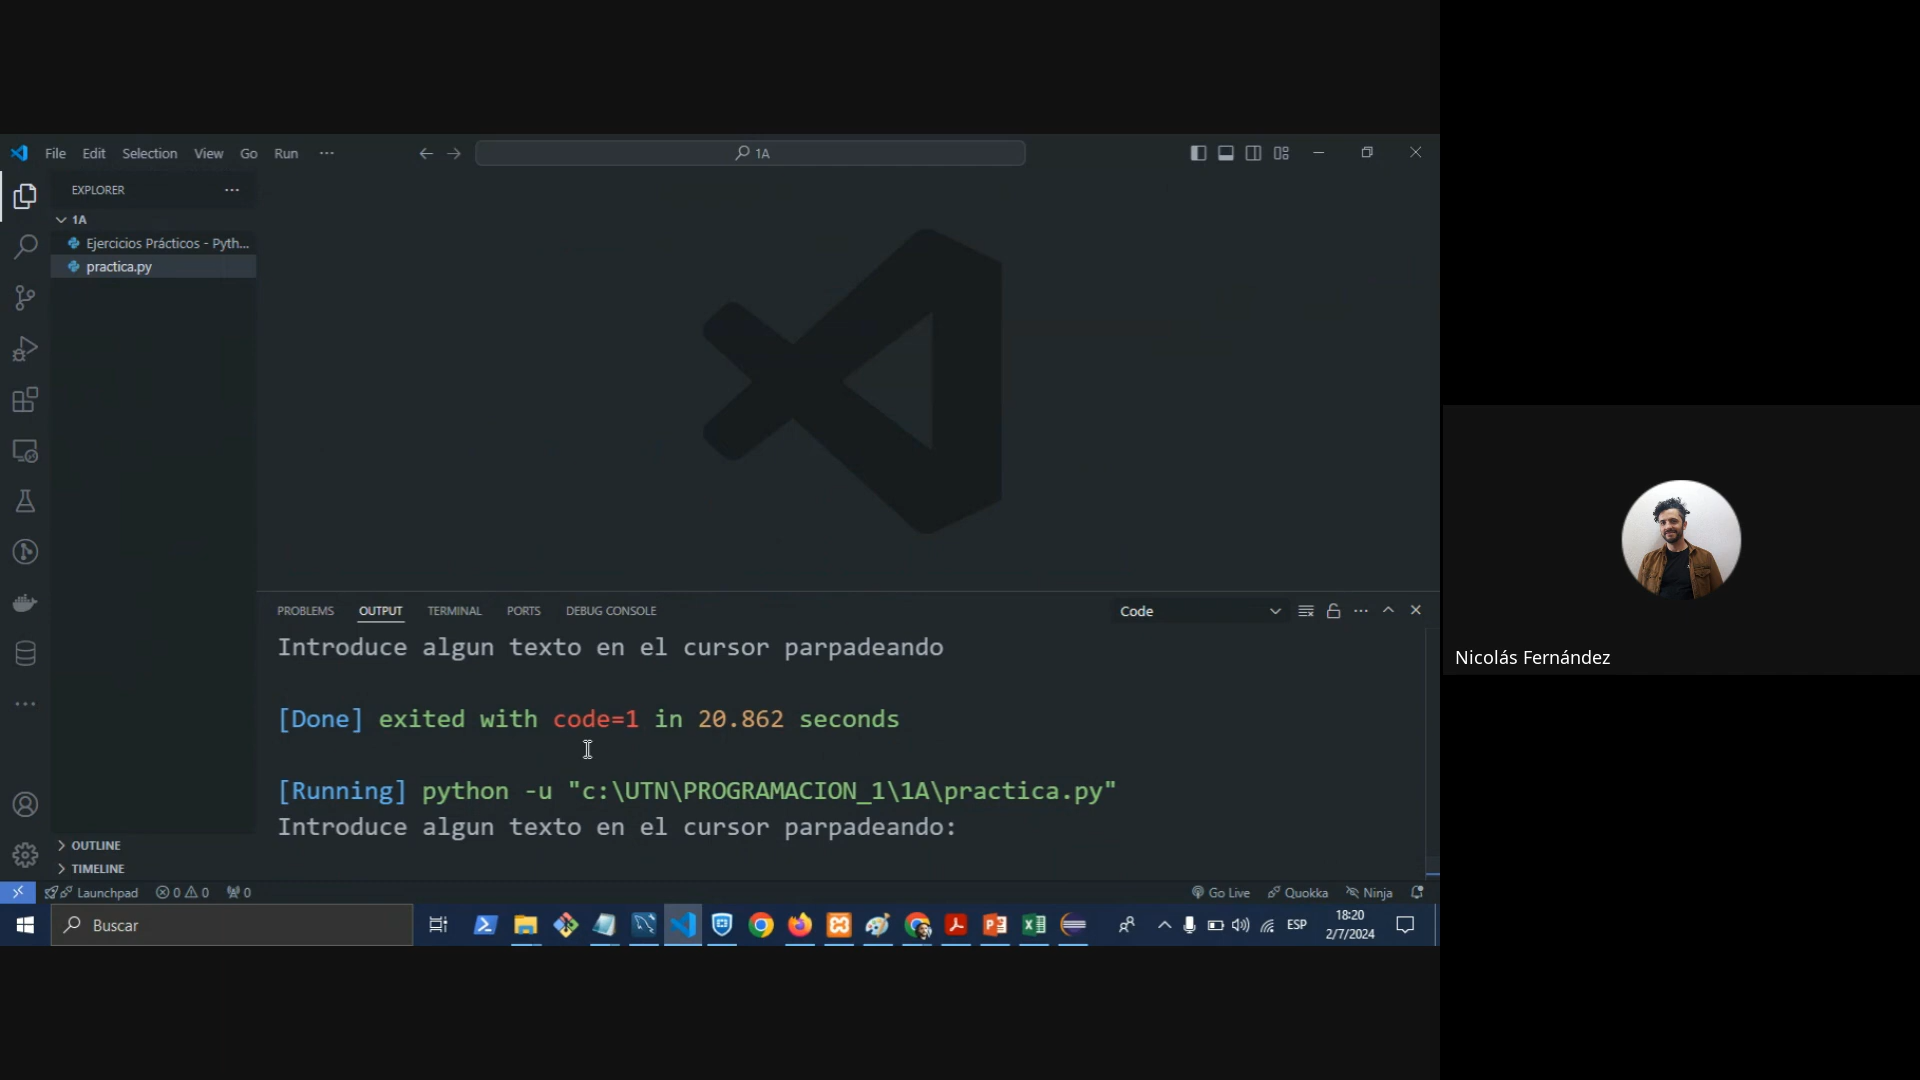 File Edit Selection View Go Run ···
1A
EXPLORER ···
1A
Ejercicios Prácticos - Pyth...
practica.py
PROBLEMS OUTPUT TERMINAL PORTS DEBUG CONSOLE
Code
Introduce algun texto en el cursor parpadeando
[Done] exited with code=1 in 20.862 seconds
[Running] python -u "c:\UTN\PROGRAMACION_1\1A\practica.py"
Introduce algun texto en el cursor parpadeando:
OUTLINE
TIMELINE
Launchpad 0 0 0
Go Live Quokka Ninja
Buscar
ESP
18:20
2/7/2024
Nicolás Fernández